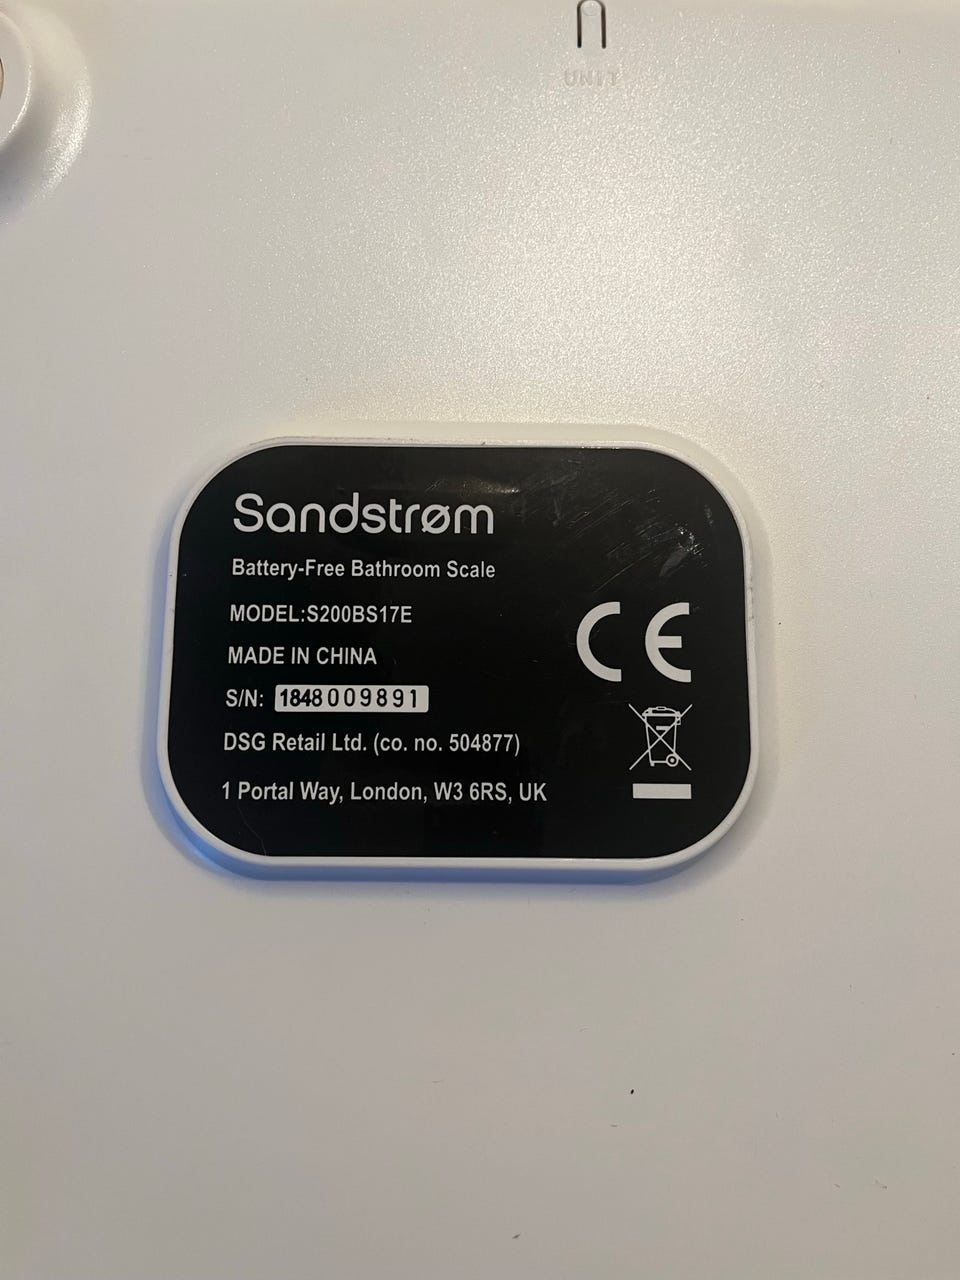 UNIT
Sandstrøm
Battery-Free Bathroom Scale
MODEL:S200BS17E
MADE IN CHINA
S/N: 1848009891
DSG Retail Ltd. (co. no. 504877)
1 Portal Way, London, W3 6RS, UK
CE